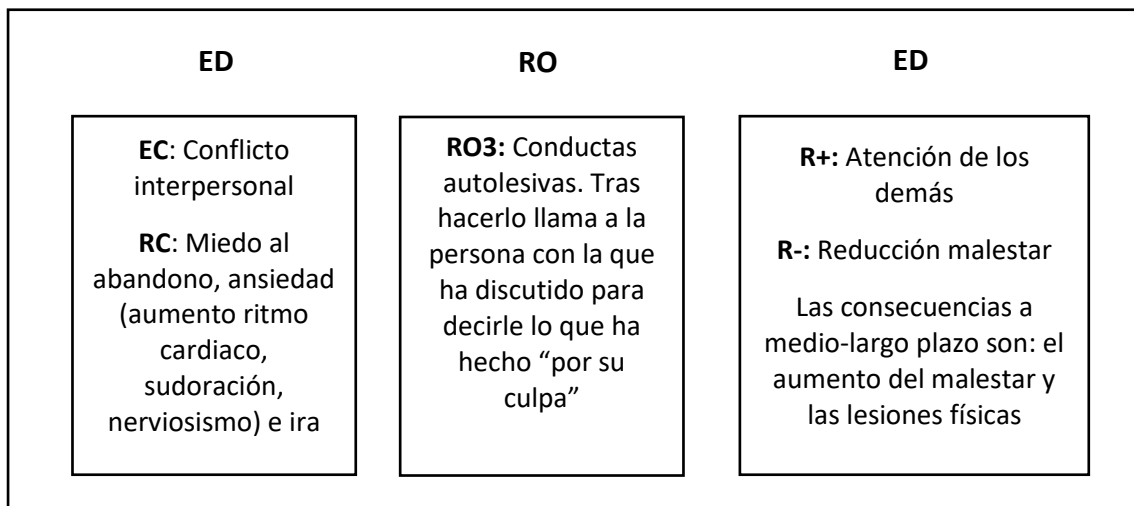 ED
RO
ED
EC: Conflicto
interpersonal
RC: Miedo al
abandono, ansiedad
(aumento ritmo
cardiaco,
sudoración,
nerviosismo) e ira
RO3: Conductas
autolesivas. Tras
hacerlo llama a la
persona con la que
ha discutido para
decirle lo que ha
hecho “por su
culpa”
R+: Atención de los
demás
R-: Reducción malestar
Las consecuencias a
medio-largo plazo son: el
aumento del malestar y
las lesiones físicas